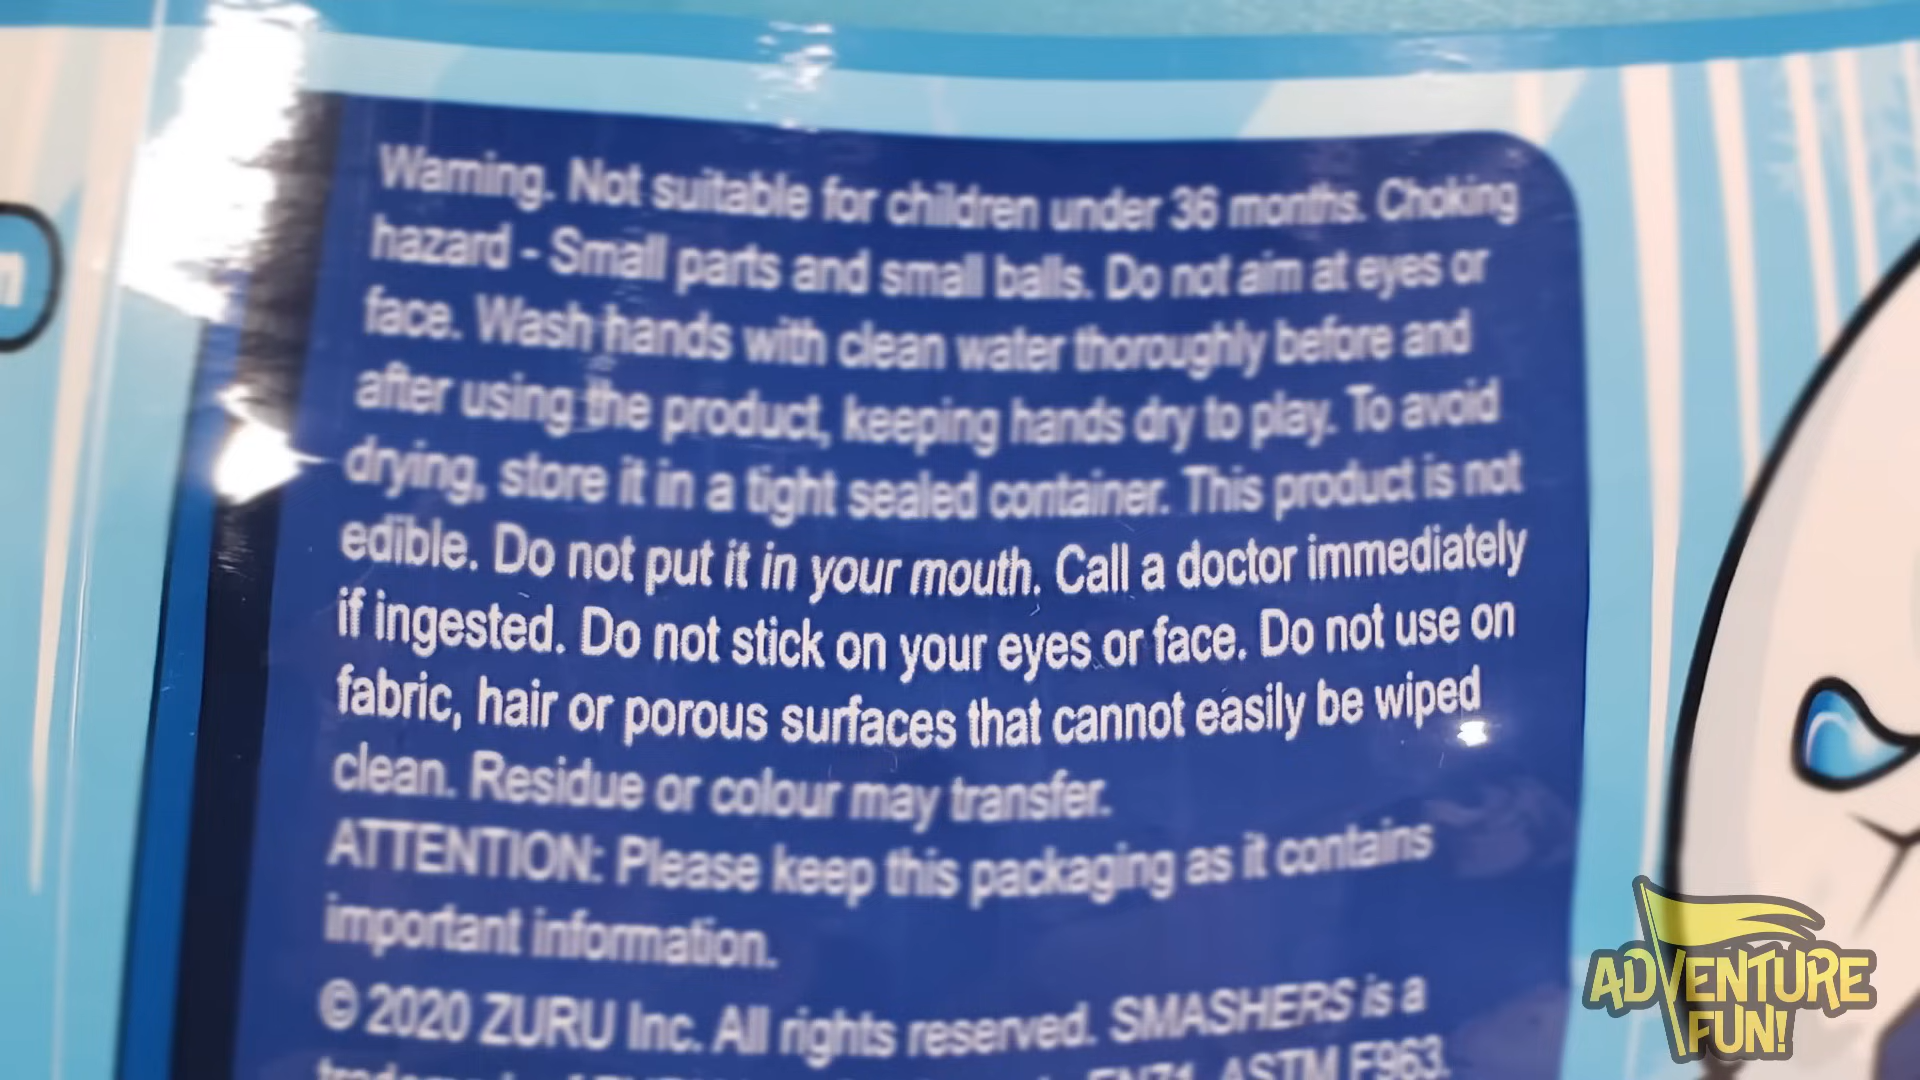 Warning. Not suitable for children under 36 months. Choking
hazard - Small parts and small balls. Do not aim at eyes or
face. Wash hands with clean water thoroughly before and
after using the product, keeping hands dry to play. To avoid
drying, store it in a tight sealed container. This product is not
edible. Do not put it in your mouth. Call a doctor immediately
if ingested. Do not stick on your eyes or face. Do not use on
fabric, hair or porous surfaces that cannot easily be wiped
clean. Residue or colour may transfer.
ATTENTION: Please keep this packaging as it contains
important information.
© 2020 ZURU Inc. All rights reserved. SMASHERS is a
EN71, ASTM F963.
ADVENTURE
FUN!